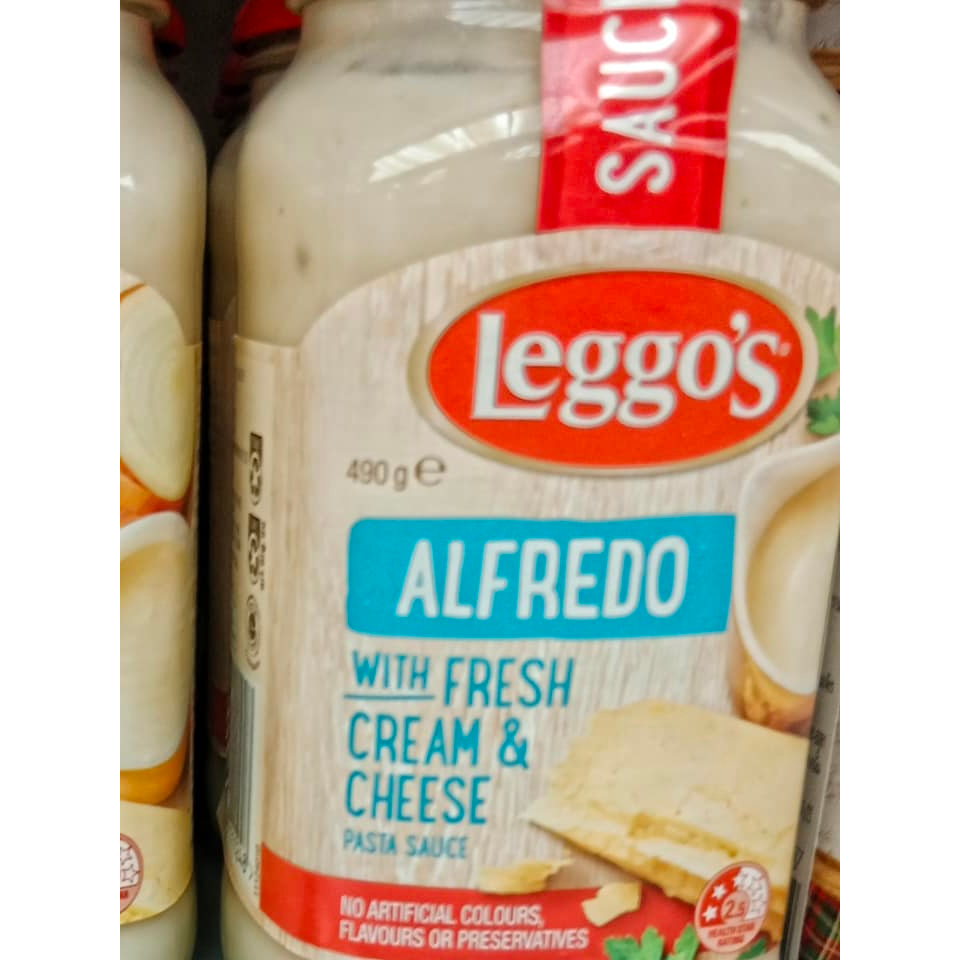 SAUC
Leggo's
490 g e
ALFREDO
WITH FRESH
CREAM &
CHEESE
PASTA SAUCE
NO ARTIFICIAL COLOURS,
FLAVOURS OR PRESERVATIVES
2.5
HEALTH STAR
RATING